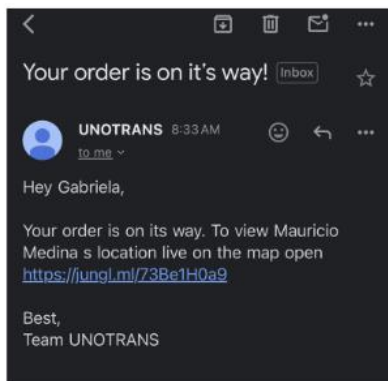 Your order is on it's way! Inbox
UNOTRANS 8:33 AM
to me
Hey Gabriela,
Your order is on its way. To view Mauricio
Medina s location live on the map open
https://jungl.ml/73Be1H0a9
Best,
Team UNOTRANS